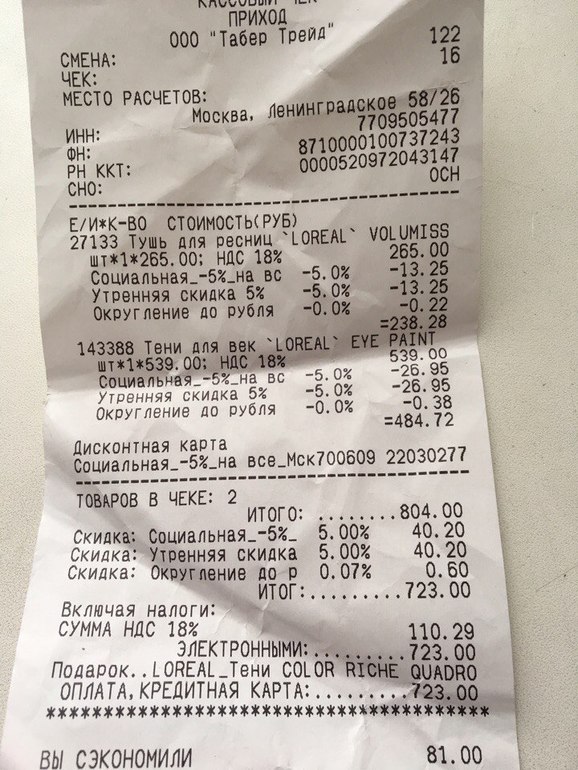 КАССОВЫЙ ЧЕК
ПРИХОД
ООО "Табер Трейд"
СМЕНА: 122
ЧЕК: 16
МЕСТО РАСЧЕТОВ:
Москва, Ленинградское 58/26
ИНН: 7709505477
ФН: 8710000100737243
РН ККТ: 0000520972043147
СНО: ОСН
Е/И*К-ВО СТОИМОСТЬ(РУБ)
27133 Тушь для ресниц `LOREAL` VOLUMISS
шт*1*265.00; НДС 18% 265.00
Социальная_-5%_на вс -5.0% -13.25
Утренняя скидка 5% -5.0% -13.25
Округление до рубля -0.0% -0.22
=238.28
143388 Тени для век `LOREAL` EYE PAINT
шт*1*539.00; НДС 18% 539.00
Социальная_-5%_на вс -5.0% -26.95
Утренняя скидка 5% -5.0% -26.95
Округление до рубля -0.0% -0.38
=484.72
Дисконтная карта
Социальная_-5%_на все_Мск700609 22030277
ТОВАРОВ В ЧЕКЕ: 2
ИТОГО: ........804.00
Скидка: Социальная_-5%_ 5.00% 40.20
Скидка: Утренняя скидка 5.00% 40.20
Скидка: Округление до р 0.07% 0.60
ИТОГ:.........723.00
Включая налоги:
СУММА НДС 18% 110.29
ЭЛЕКТРОННЫМИ:.........723.00
Подарок..LOREAL_Тени COLOR RICHE QUADRO
ОПЛАТА,КРЕДИТНАЯ КАРТА:.........723.00
****************************************
ВЫ СЭКОНОМИЛИ 81.00